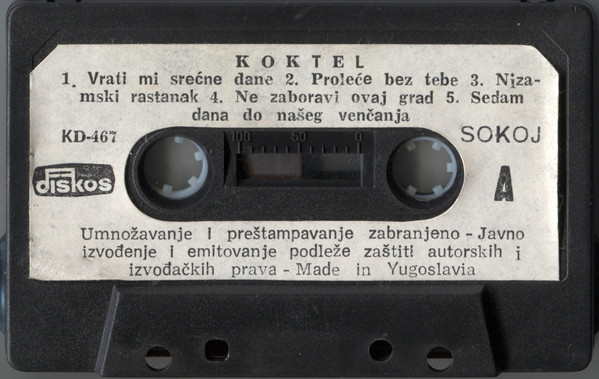 KOKTEL
1. Vrati mi srećne dane 2. Proleće bez tebe 3. Niza-
mski rastanak 4. Ne zaboravi ovaj grad 5. Sedam
dana do našeg venčanja
KD-467
SOKOJ
100 50 0
diskos
A
Umnožavanje i preštampavanje zabranjeno - Javno
izvođenje i emitovanje podleže zaštiti autorskih i
izvođačkih prava - Made in Yugoslavia